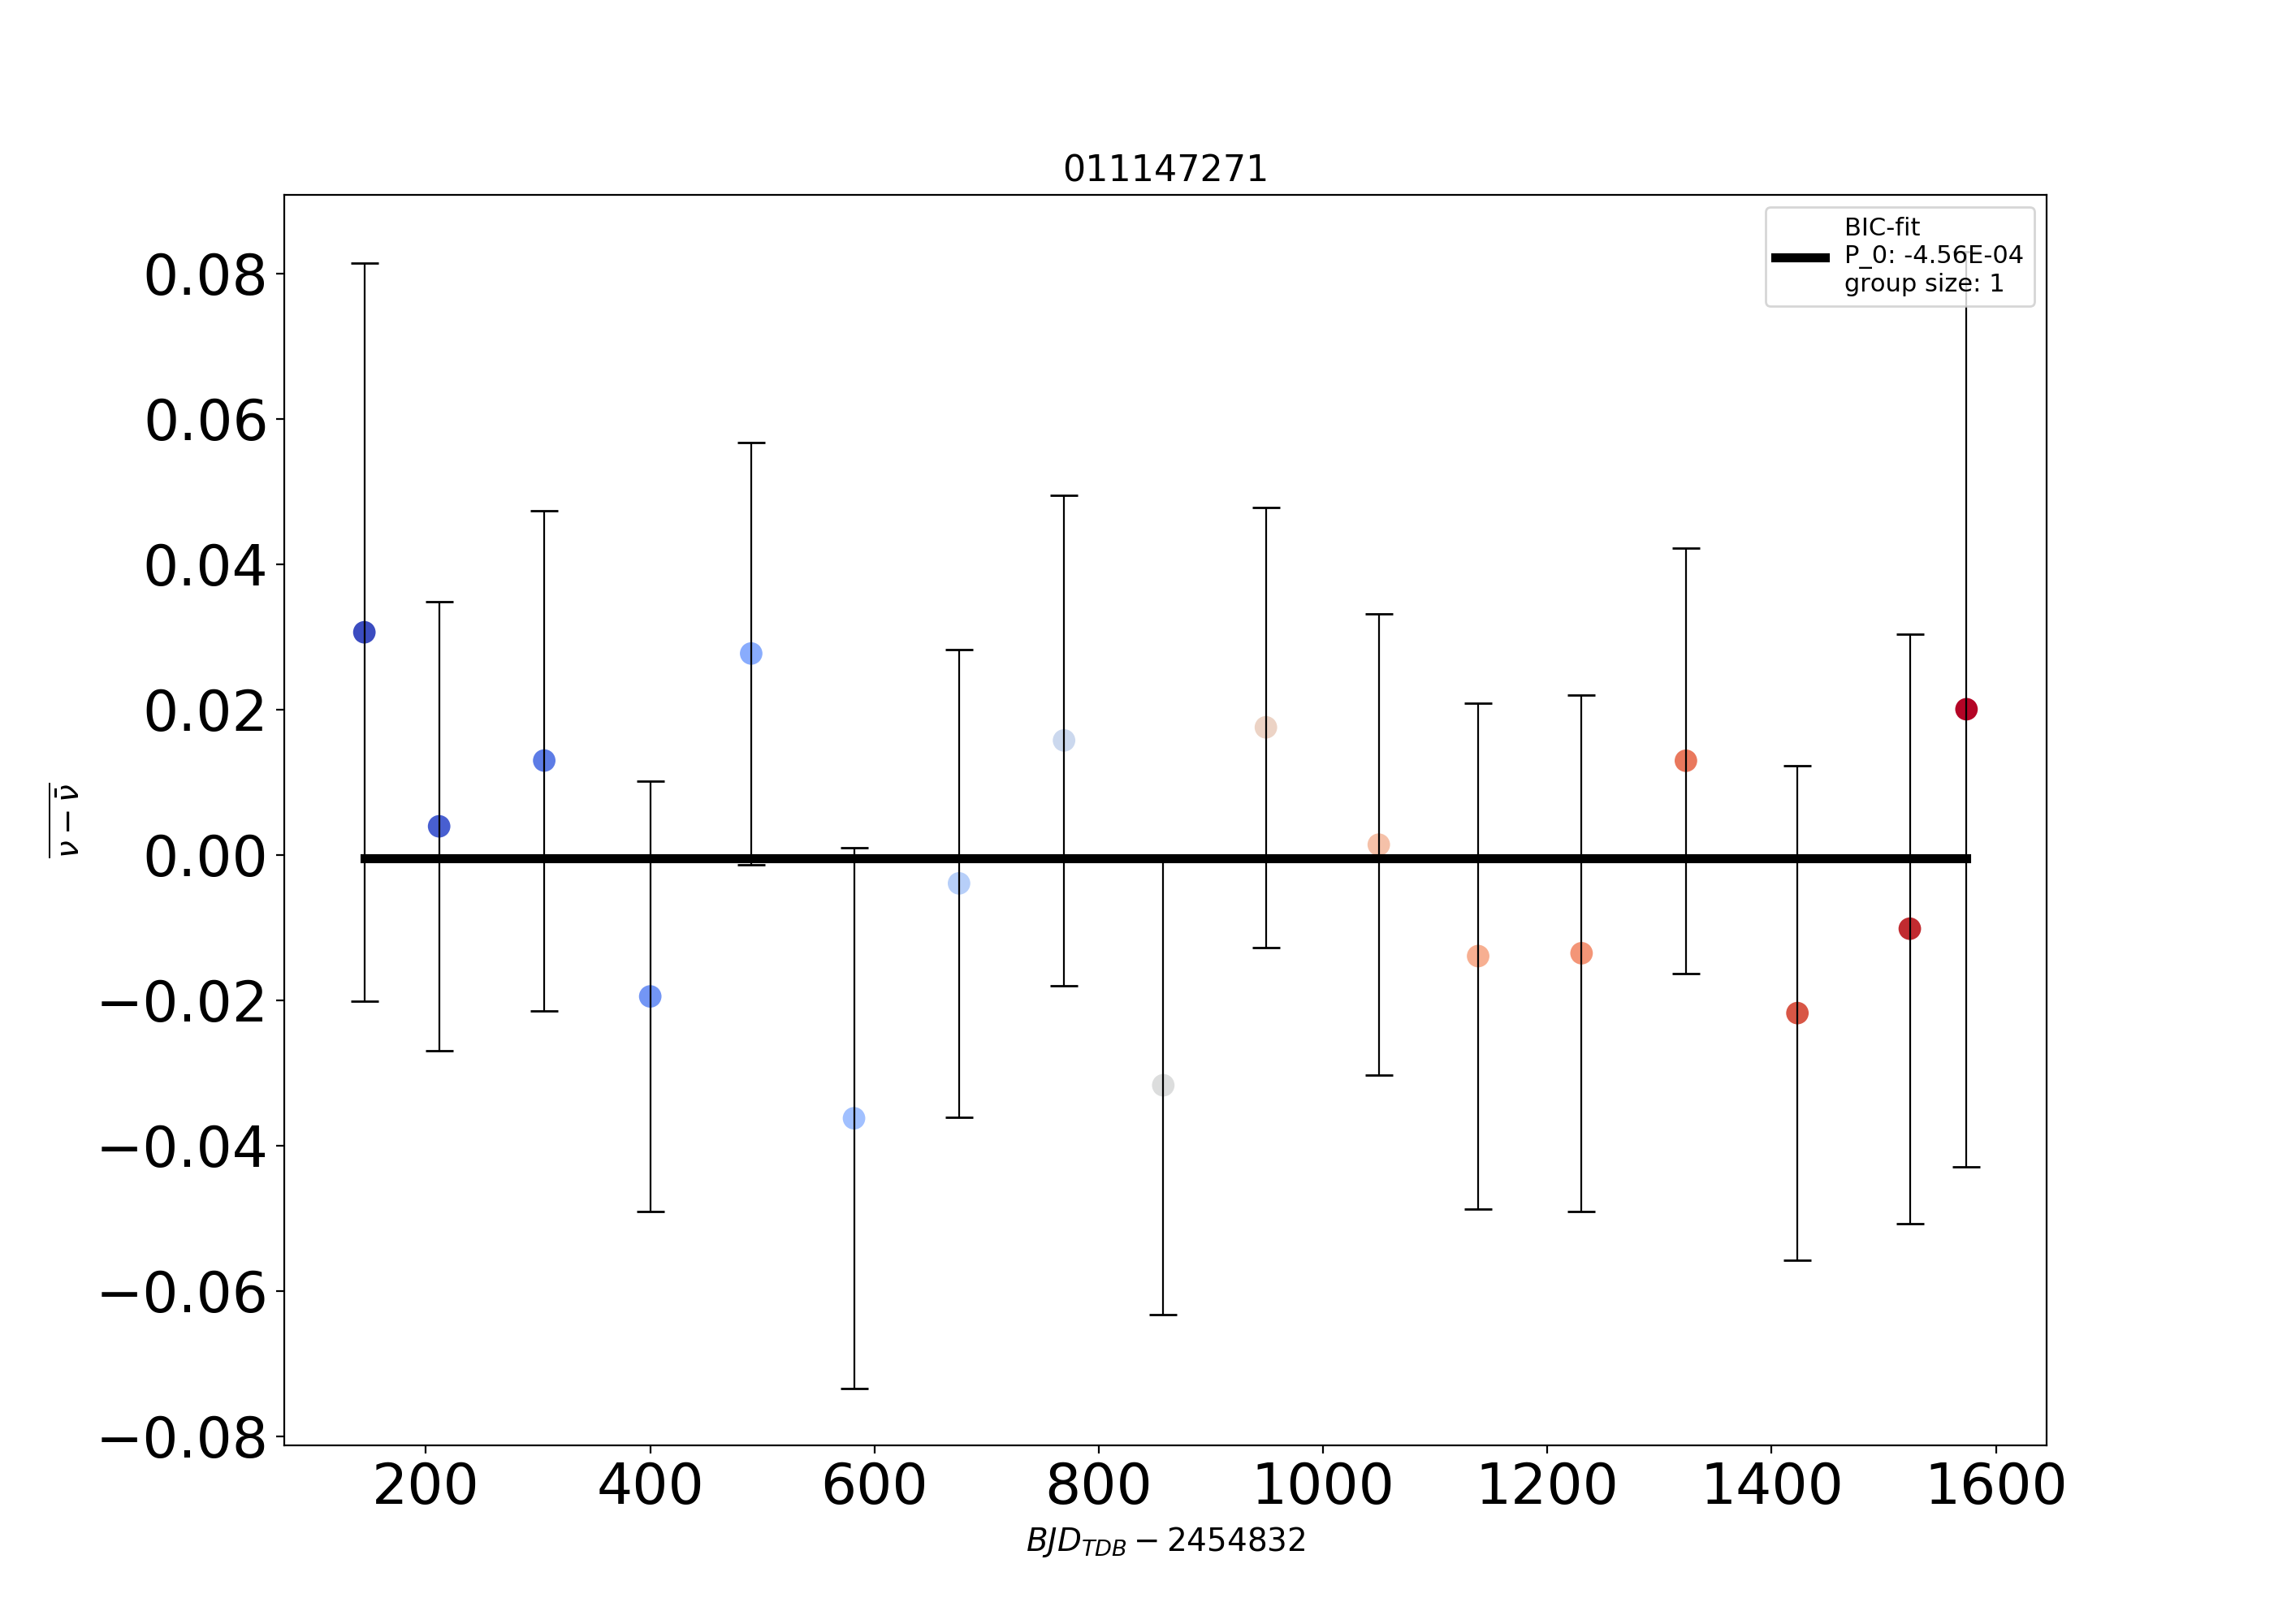 011147271
BIC-fit
P_0: -4.56E-04
group size: 1
0.08
0.06
0.04
0.02
0.00
−0.02
−0.04
−0.06
−0.08
ν − ν̄
200 400 600 800 1000 1200 1400 1600
BJD_TDB − 2454832